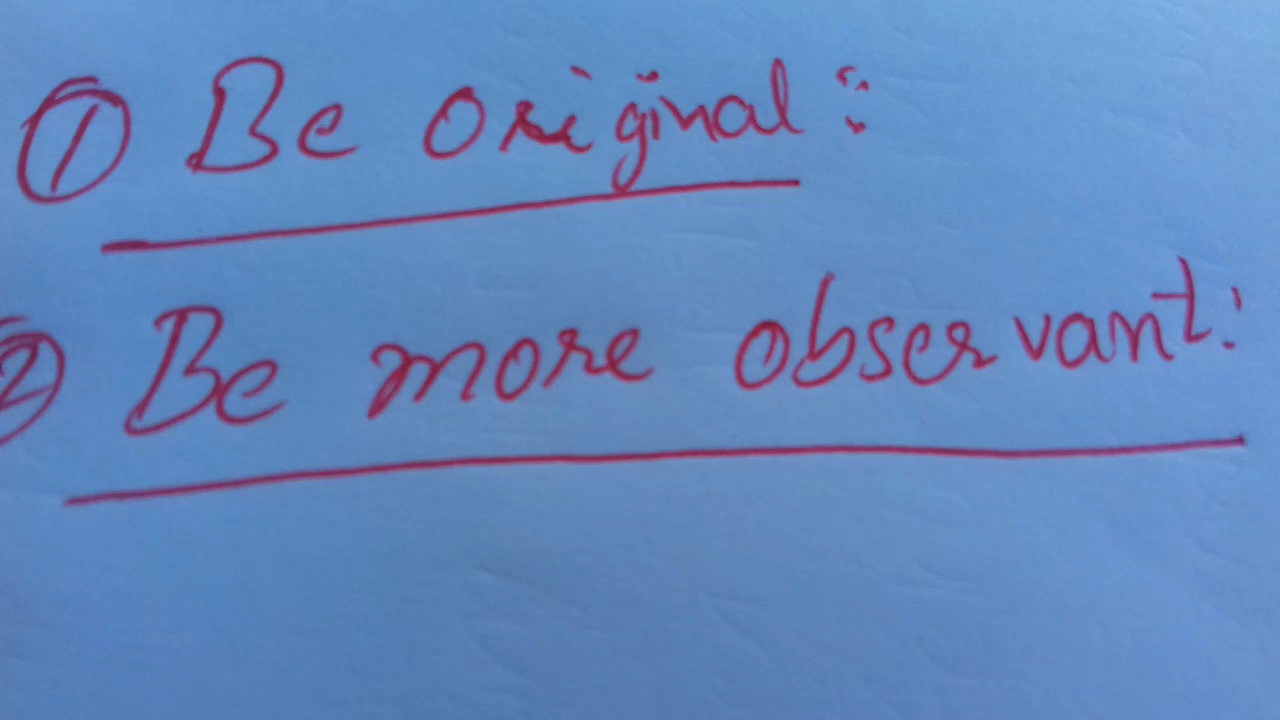 ① Be original:
② Be more observant: